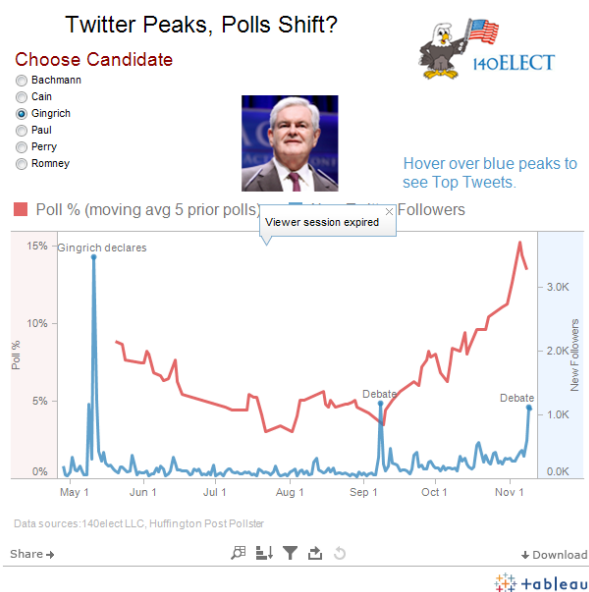 Twitter Peaks, Polls Shift?
140ELECT
Choose Candidate
Bachmann
Cain
Gingrich
Paul
Perry
Romney
Hover over blue peaks to
see Top Tweets.
Poll % (moving avg 5 prior polls)
Followers
Viewer session expired
Gingrich declares
Debate
Debate
15%
10%
5%
0%
Poll %
3.0K
2.0K
1.0K
0.0K
New Followers
May 1 Jun 1 Jul 1 Aug 1 Sep 1 Oct 1 Nov 1
Data sources: 140elect LLC, Huffington Post Pollster
Share
Download
+ableau